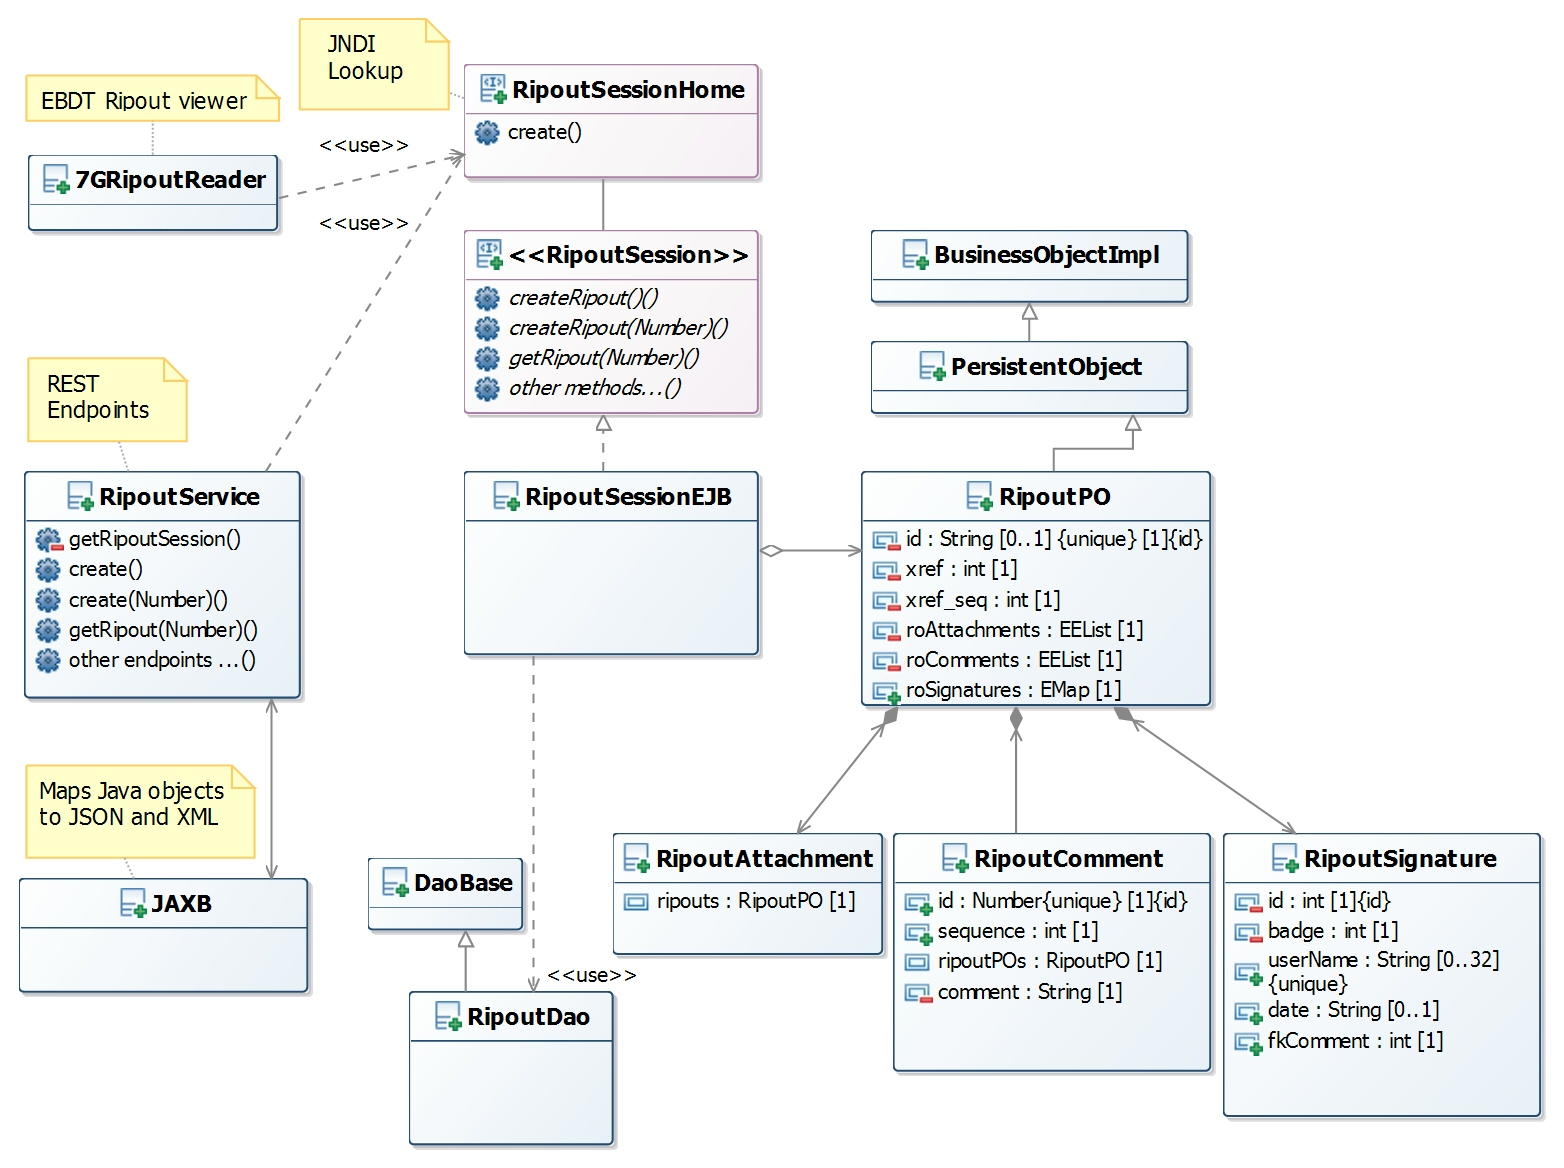 JNDI
Lookup
EBDT Ripout viewer
RipoutSessionHome
create()
<<use>>
7GRipoutReader
<<use>>
<<RipoutSession>>
createRipout()()
createRipout(Number)()
getRipout(Number)()
other methods...()
BusinessObjectImpl
PersistentObject
REST
Endpoints
RipoutService
getRipoutSession()
create()
create(Number)()
getRipout(Number)()
other endpoints ...()
RipoutSessionEJB
RipoutPO
id : String [0..1] {unique} [1]{id}
xref : int [1]
xref_seq : int [1]
roAttachments : EEList [1]
roComments : EEList [1]
roSignatures : EMap [1]
Maps Java objects
to JSON and XML
JAXB
DaoBase
<<use>>
RipoutDao
RipoutAttachment
ripouts : RipoutPO [1]
RipoutComment
id : Number{unique} [1]{id}
sequence : int [1]
ripoutPOs : RipoutPO [1]
comment : String [1]
RipoutSignature
id : int [1]{id}
badge : int [1]
userName : String [0..32]
{unique}
date : String [0..1]
fkComment : int [1]